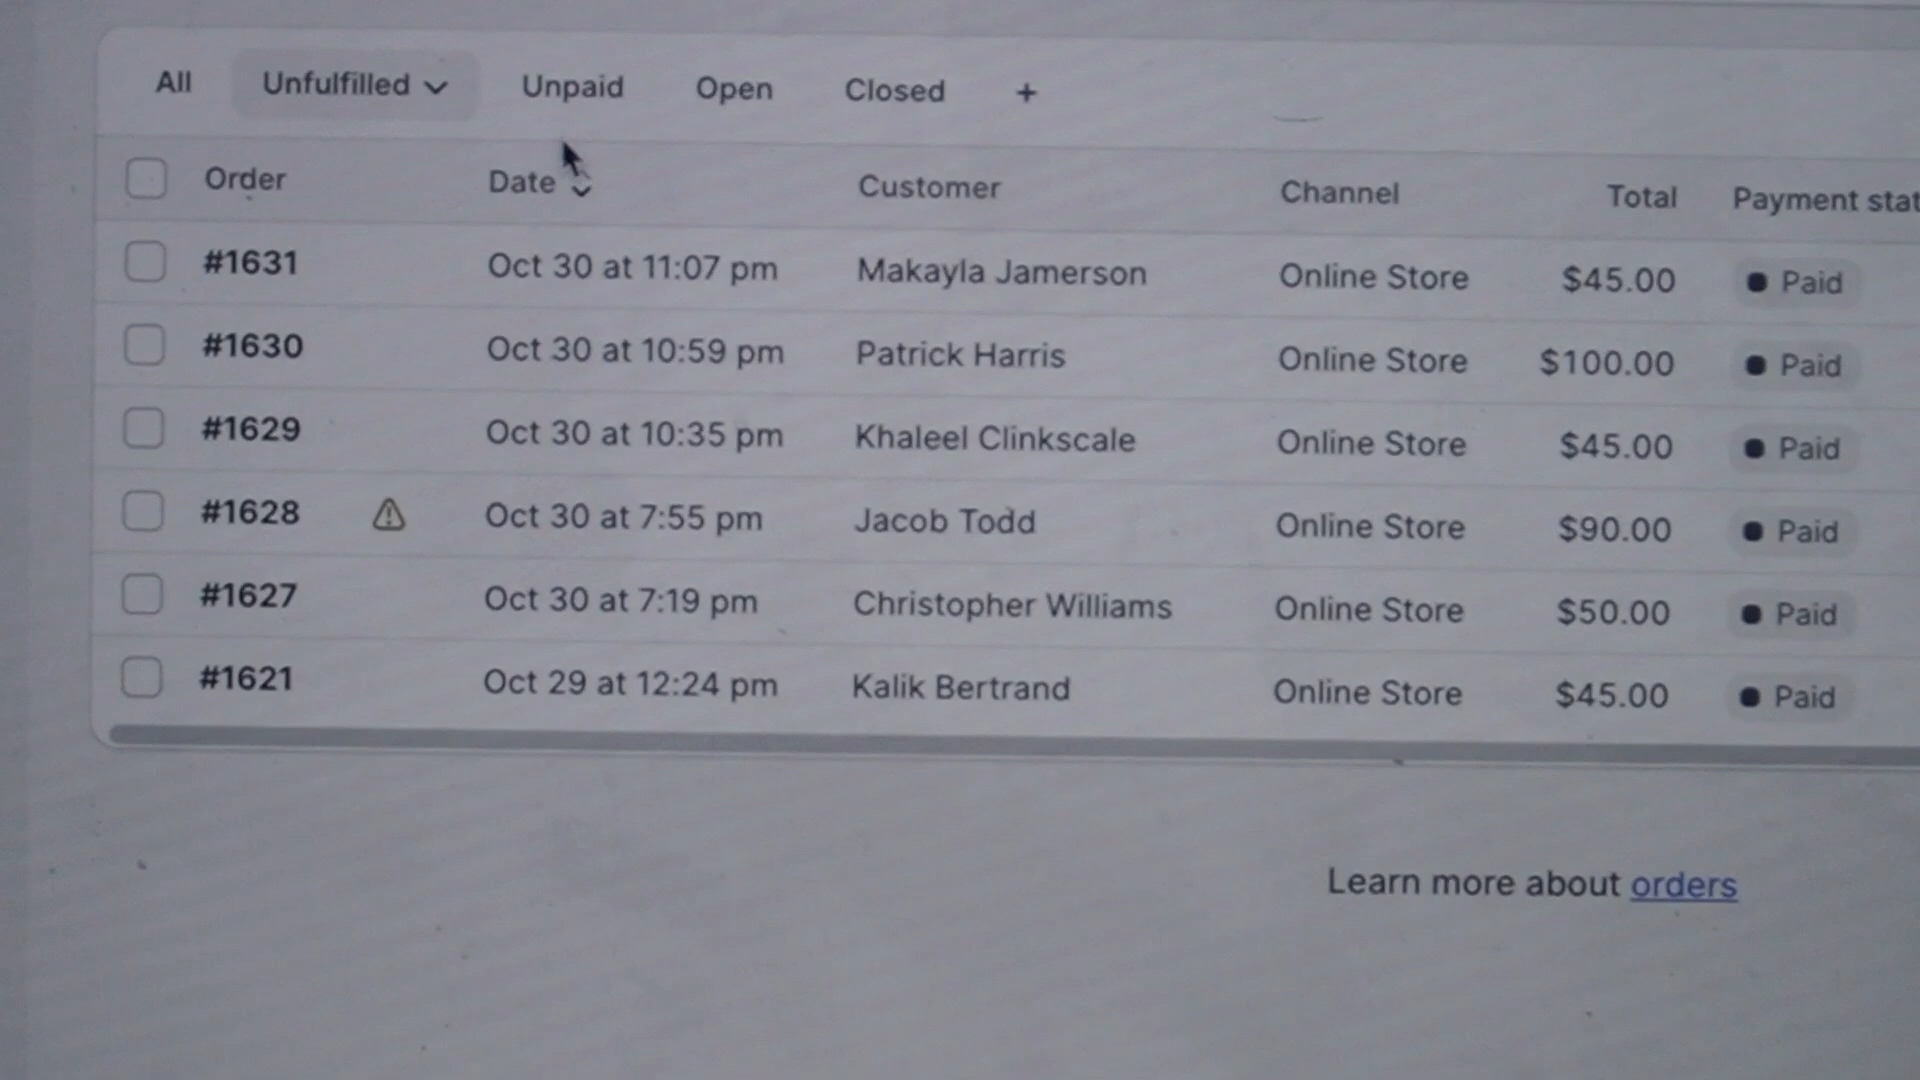 All Unfulfilled Unpaid Open Closed +
Order Date Customer Channel Total Payment stat
#1631 Oct 30 at 11:07 pm Makayla Jamerson Online Store $45.00 Paid
#1630 Oct 30 at 10:59 pm Patrick Harris Online Store $100.00 Paid
#1629 Oct 30 at 10:35 pm Khaleel Clinkscale Online Store $45.00 Paid
#1628 Oct 30 at 7:55 pm Jacob Todd Online Store $90.00 Paid
#1627 Oct 30 at 7:19 pm Christopher Williams Online Store $50.00 Paid
#1621 Oct 29 at 12:24 pm Kalik Bertrand Online Store $45.00 Paid
Learn more about orders